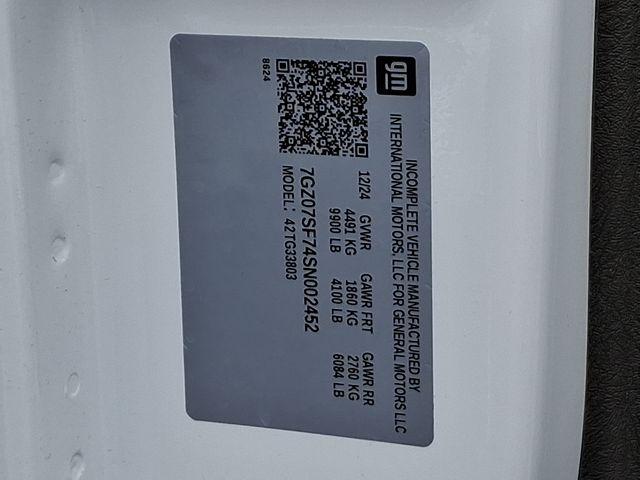 gm
INCOMPLETE VEHICLE MANUFACTURED BY
INTERNATIONAL MOTORS, LLC FOR GENERAL MOTORS LLC
12/24 GVWR GAWR FRT GAWR RR
4491 KG 1860 KG 2760 KG
9900 LB 4100 LB 6084 LB
7GZ07SF74SN002452
MODEL: 42TG33803
8624